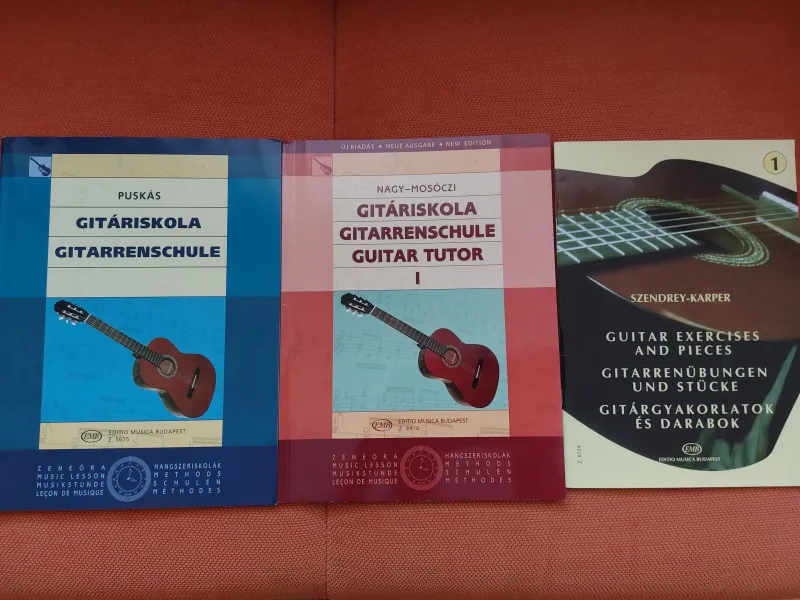 PUSKÁS
GITÁRISKOLA
GITARRENSCHULE
EMB
EDITIO MUSICA BUDAPEST
Z. 5675
ZENEÓRA
MUSIC LESSON
MUSIKSTUNDE
LEÇON DE MUSIQUE
HANGSZERISKOLÁK
METHODS
SCHULEN
MÉTHODES
ÚJ KIADÁS • NEUE AUSGABE • NEW EDITION
NAGY–MOSÓCZI
GITÁRISKOLA
GITARRENSCHULE
GUITAR TUTOR
I
EMB
EDITIO MUSICA BUDAPEST
ZENEÓRA
MUSIC LESSON
MUSIKSTUNDE
LEÇON DE MUSIQUE
HANGSZERISKOLÁK
METHODS
SCHULEN
MÉTHODES
1
SZENDREY-KARPER
GUITAR EXERCISES
AND PIECES
GITARRENÜBUNGEN
UND STÜCKE
GITÁRGYAKORLATOK
ÉS DARABOK
EMB
EDITIO MUSICA BUDAPEST